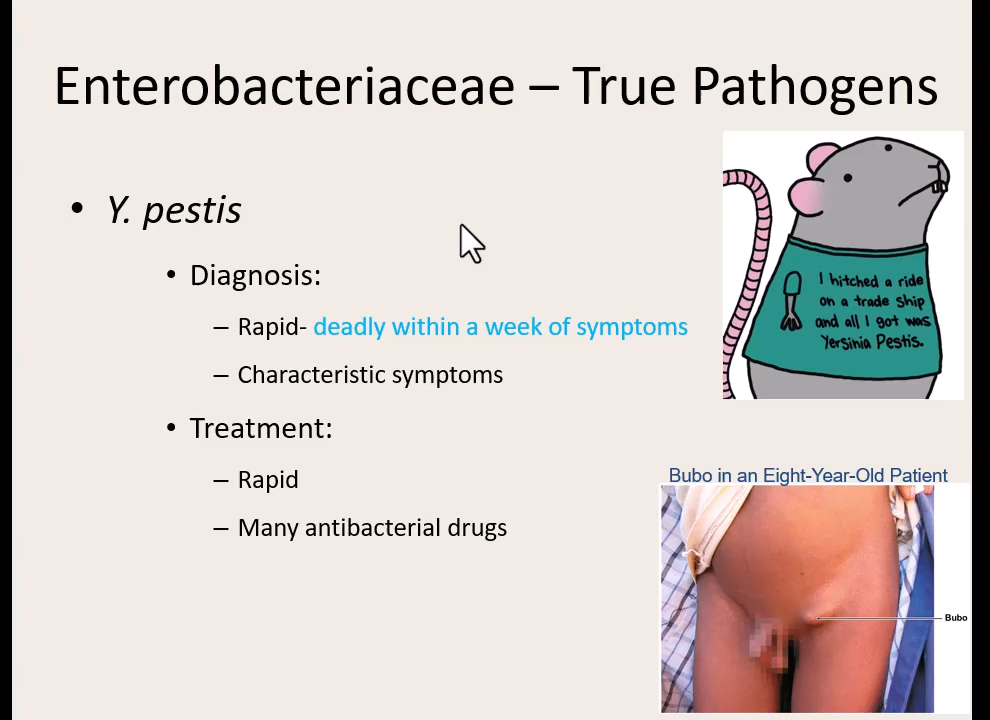 Enterobacteriaceae – True Pathogens
• Y. pestis
• Diagnosis:
– Rapid- deadly within a week of symptoms
– Characteristic symptoms
• Treatment:
– Rapid
– Many antibacterial drugs
I hitched a ride
on a trade ship
and all I got was
Yersinia Pestis.
Bubo in an Eight-Year-Old Patient
Bubo